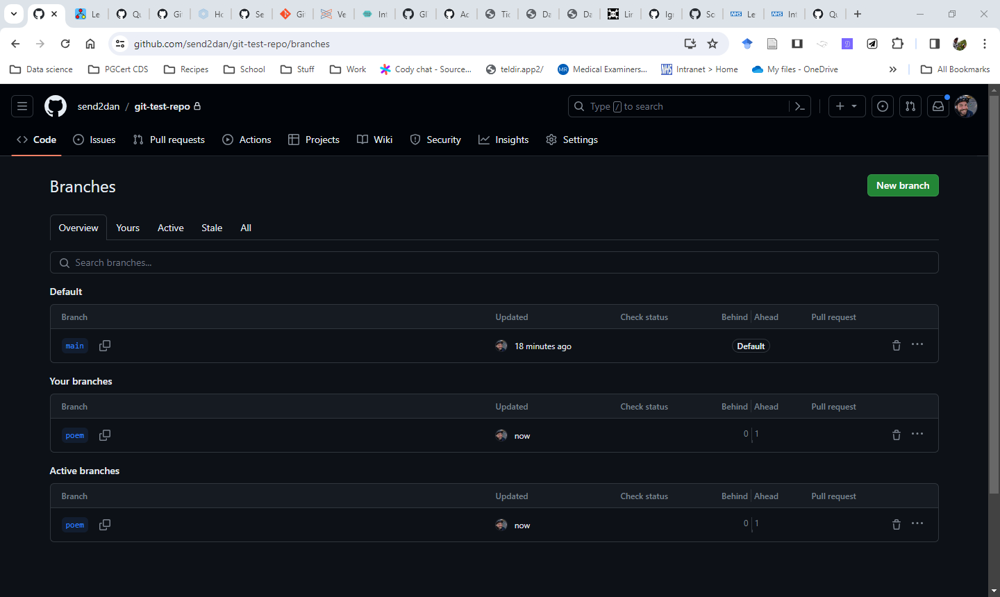 Le
Qu
Gi
Ho
Se
Gi
Ve
Int
Gl
Ac
Tic
Da
Da
Lir
Igr
Sc
Le
Int
Qu
github.com/send2dan/git-test-repo/branches
Data science PGCert CDS Recipes School Stuff Work Cody chat - Source... teldir.app2/ MR Medical Examiners... NHS Intranet > Home My files - OneDrive » All Bookmarks
send2dan / git-test-repo Type / to search
Code Issues Pull requests Actions Projects Wiki Security Insights Settings
Branches New branch
Overview Yours Active Stale All
Search branches...
Default
Branch Updated Check status Behind Ahead Pull request
main 18 minutes ago Default
Your branches
Branch Updated Check status Behind Ahead Pull request
poem now 0 1
Active branches
Branch Updated Check status Behind Ahead Pull request
poem now 0 1